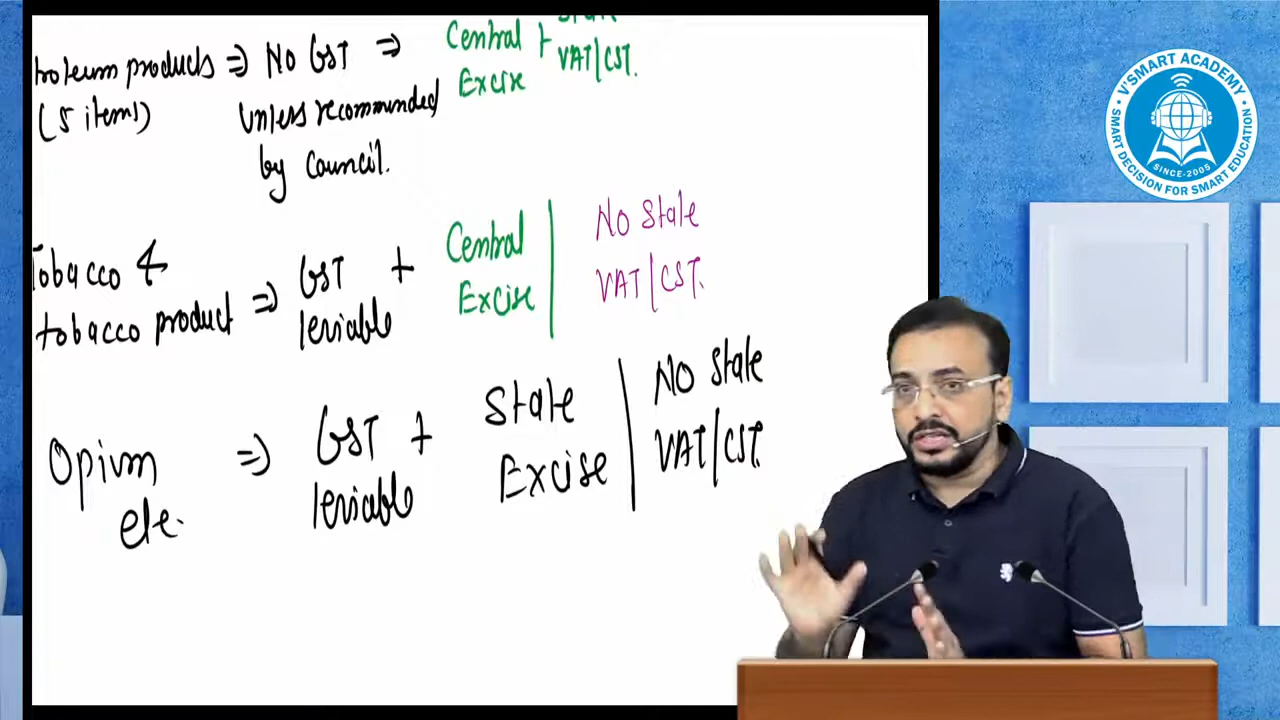 troleum products ⇒ No GST ⇒ Central + State
(5 items) Unless recommended Excise VAT/CST.
by Council.
Tobacco &
tobacco product ⇒ GST leviable + Central Excise | No State VAT/CST.
Opium etc. ⇒ GST leviable + State Excise | No State VAT/CST.
V'SMART ACADEMY
SINCE-2005
SMART DECISION FOR SMART EDUCATION